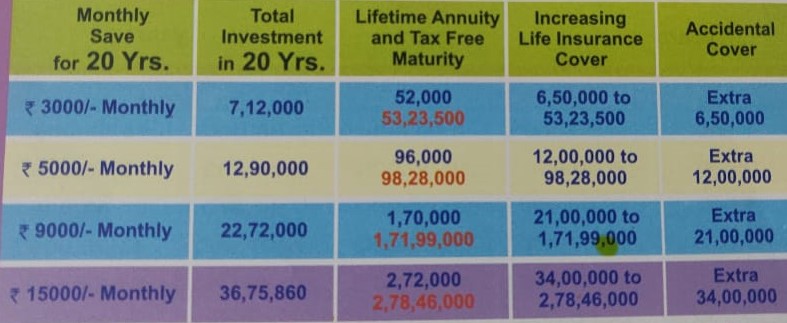 Monthly
Save
for 20 Yrs.
Total
Investment
in 20 Yrs.
Lifetime Annuity
and Tax Free
Maturity
Increasing
Life Insurance
Cover
Accidental
Cover
₹ 3000/- Monthly
7,12,000
52,000
53,23,500
6,50,000 to
53,23,500
Extra
6,50,000
₹ 5000/- Monthly
12,90,000
96,000
98,28,000
12,00,000 to
98,28,000
Extra
12,00,000
₹ 9000/- Monthly
22,72,000
1,70,000
1,71,99,000
21,00,000 to
1,71,99,000
Extra
21,00,000
₹ 15000/- Monthly
36,75,860
2,72,000
2,78,46,000
34,00,000 to
2,78,46,000
Extra
34,00,000